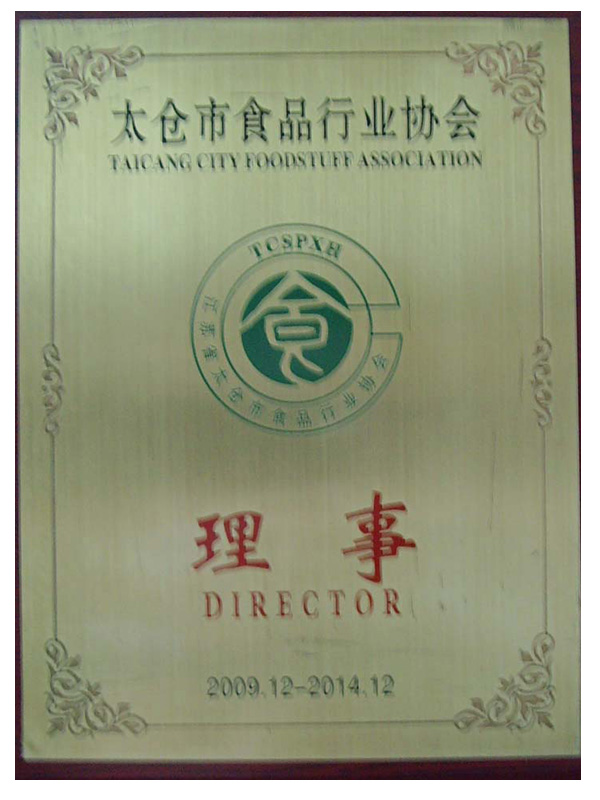 太仓市食品行业协会
TAICANG CITY FOODSTUFF ASSOCIATION
TCSPXH
食
江苏省太仓市食品行业协会
理事
DIRECTOR
2009.12-2014.12